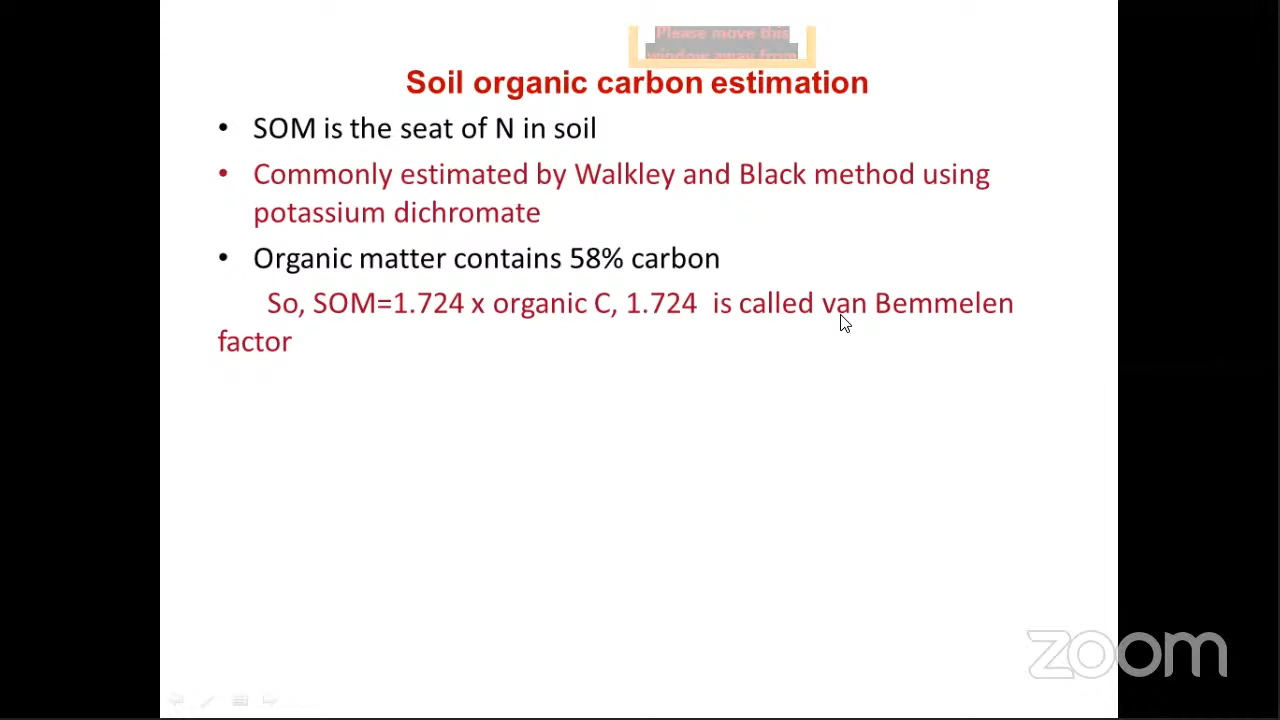 Please move this
window away from
Soil organic carbon estimation
• SOM is the seat of N in soil
• Commonly estimated by Walkley and Black method using
potassium dichromate
• Organic matter contains 58% carbon
So, SOM=1.724 x organic C, 1.724 is called van Bemmelen
factor
zoom